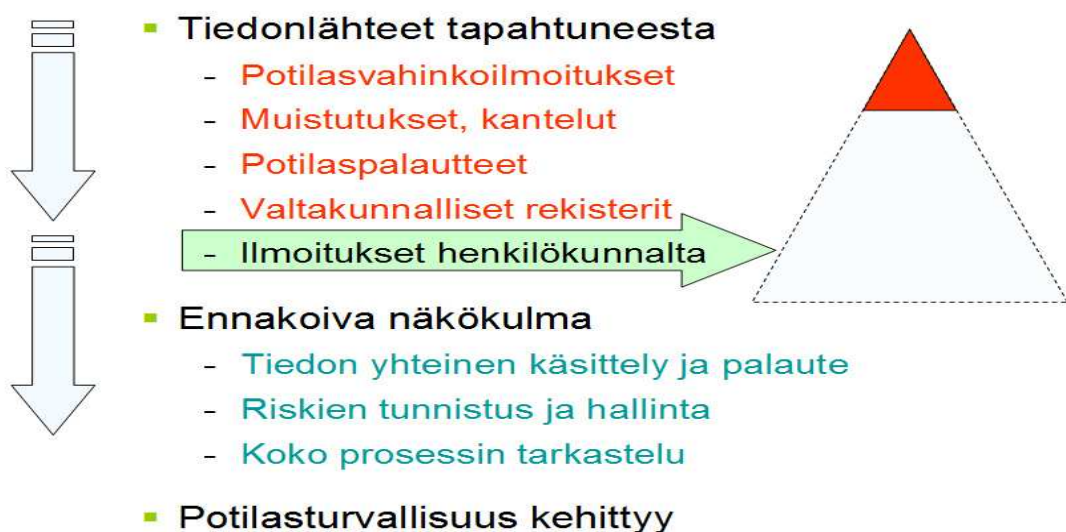 ▪ Tiedonlähteet tapahtuneesta
- Potilasvahinkoilmoitukset
- Muistutukset, kantelut
- Potilaspalautteet
- Valtakunnalliset rekisterit
- Ilmoitukset henkilökunnalta
▪ Ennakoiva näkökulma
- Tiedon yhteinen käsittely ja palaute
- Riskien tunnistus ja hallinta
- Koko prosessin tarkastelu
▪ Potilasturvallisuus kehittyy